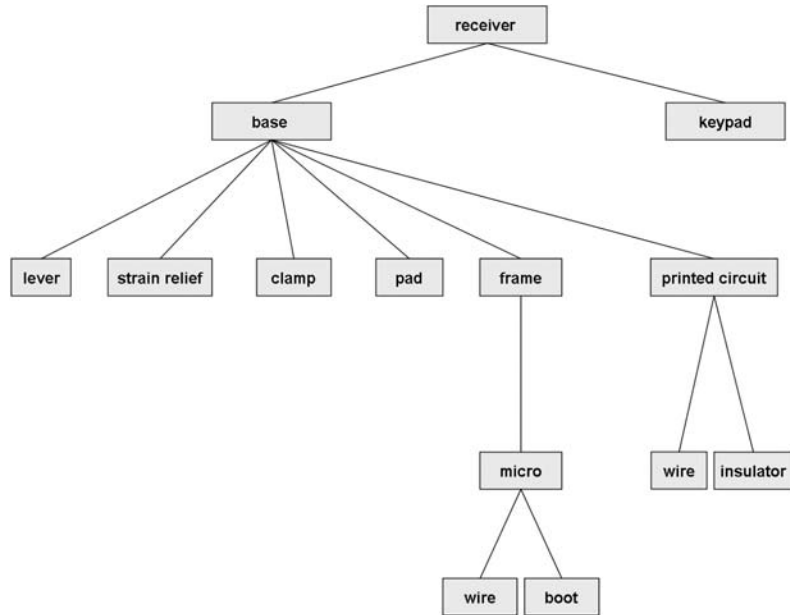 receiver
base
keypad
lever
strain relief
clamp
pad
frame
printed circuit
micro
wire
insulator
wire
boot